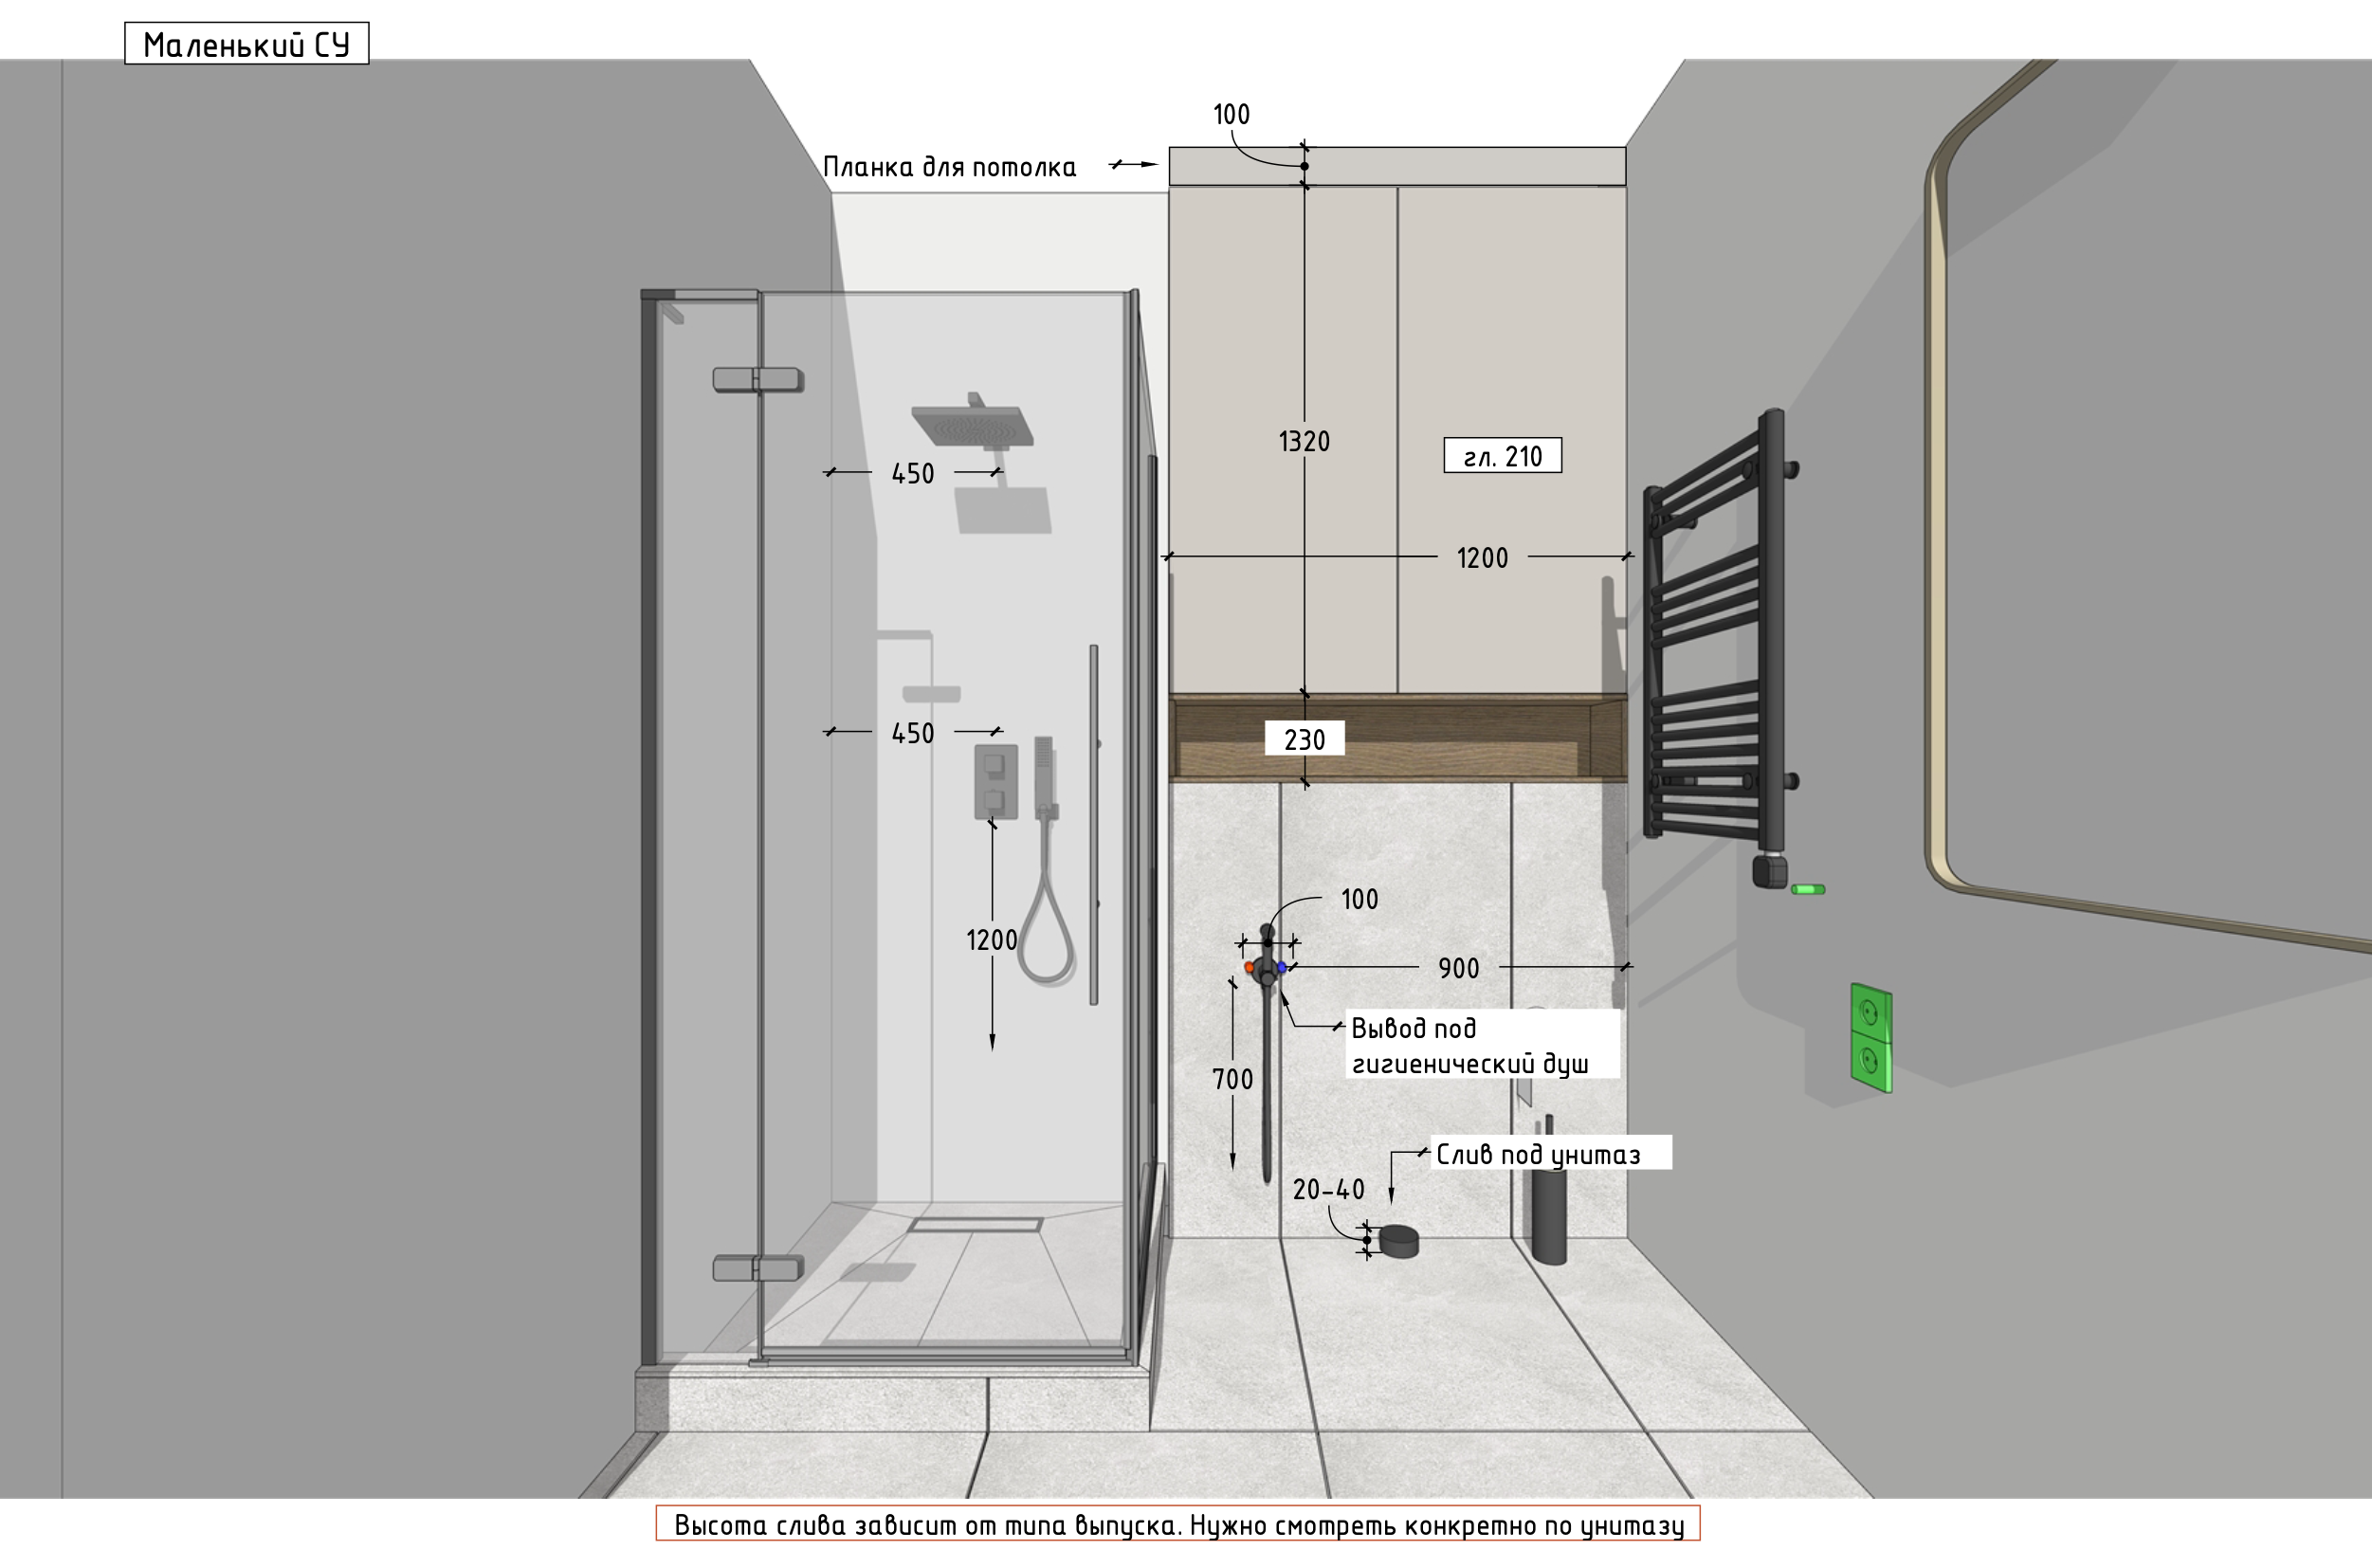 Маленький СУ
100
Планка для потолка
1320
гл. 210
450
1200
450
230
100
1200
900
Вывод под
гигиенический душ
700
Слив под унитаз
20-40
Высота слива зависит от типа выпуска. Нужно смотреть конкретно по унитазу